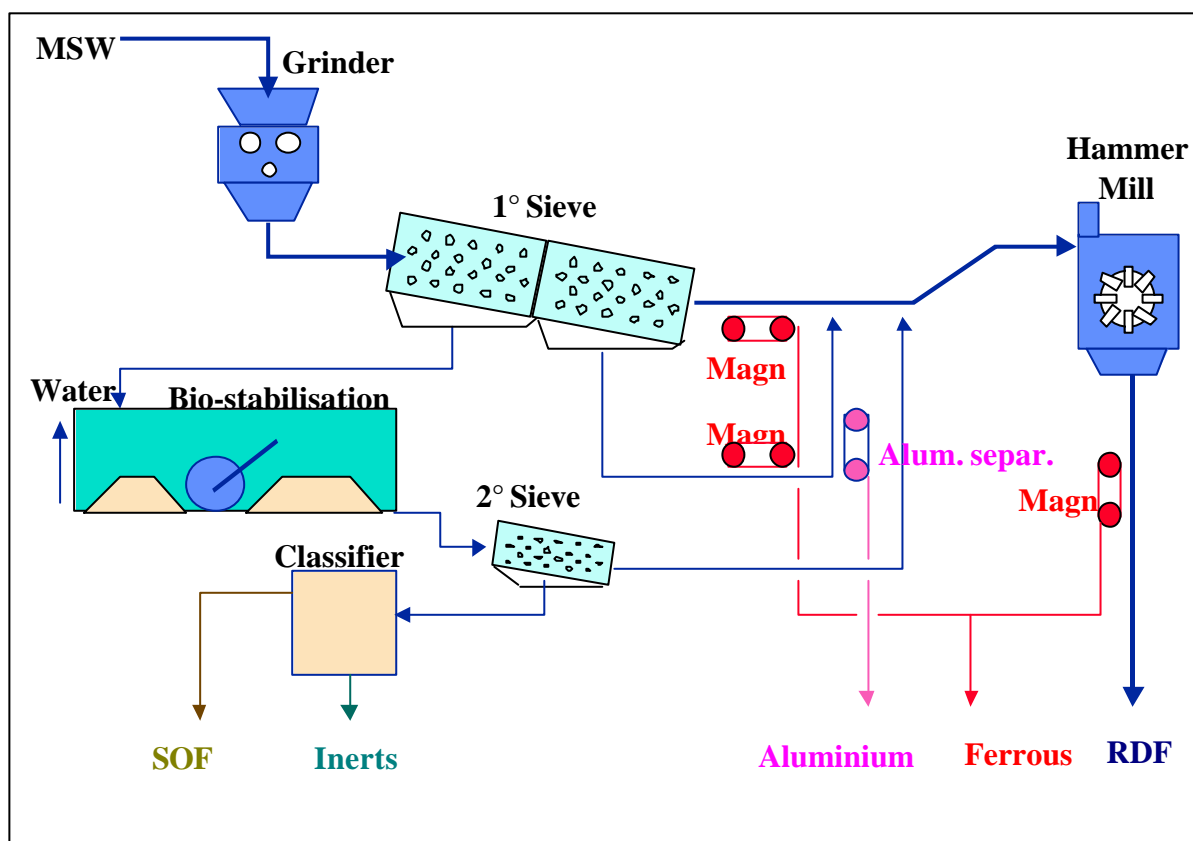 MSW
Grinder
Hammer
Mill
1° Sieve
Magn
Water
Bio-stabilisation
Magn
Alum. separ.
Magn
2° Sieve
Classifier
SOF
Inerts
Aluminium
Ferrous
RDF